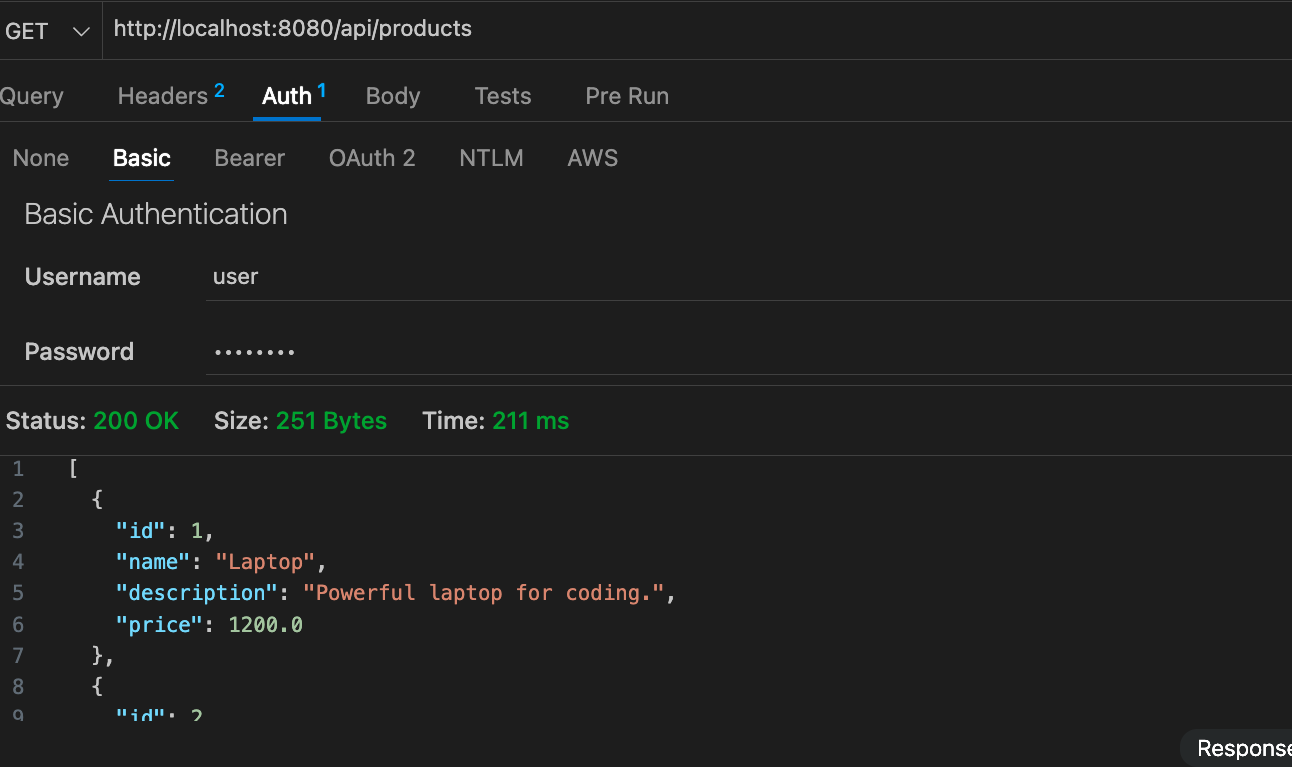 GET http://localhost:8080/api/products
Query Headers 2 Auth 1 Body Tests Pre Run
None Basic Bearer OAuth 2 NTLM AWS
Basic Authentication
Username user
Password ••••••••
Status: 200 OK Size: 251 Bytes Time: 211 ms
1 [
2 {
3 "id": 1,
4 "name": "Laptop",
5 "description": "Powerful laptop for coding.",
6 "price": 1200.0
7 },
8 {
9 "id": 2
Response